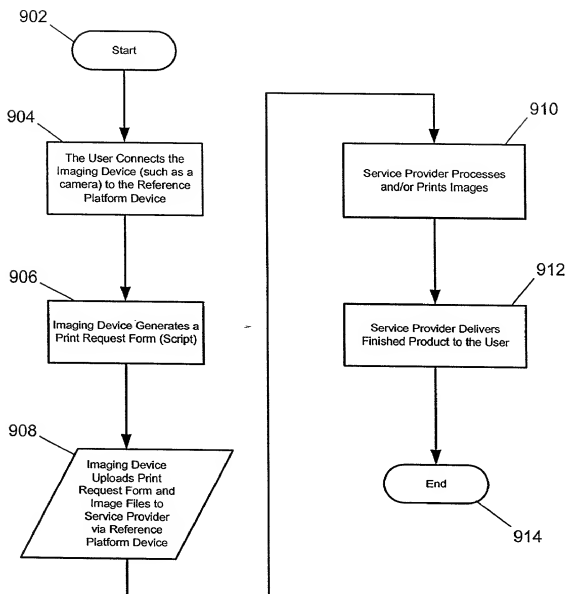 902
Start
904
The User Connects the
Imaging Device (such as a
camera) to the Reference
Platform Device
906
Imaging Device Generates a
Print Request Form (Script)
908
Imaging Device
Uploads Print
Request Form and
Image Files to
Service Provider
via Reference
Platform Device
910
Service Provider Processes
and/or Prints Images
912
Service Provider Delivers
Finished Product to the User
End
914